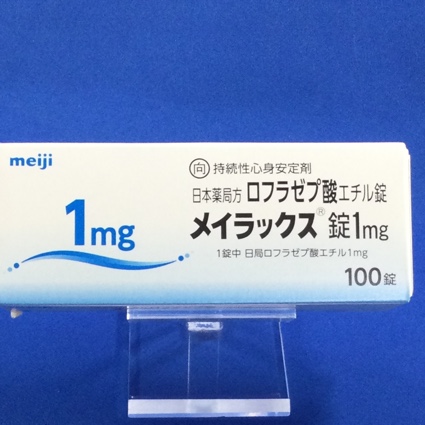 meiji
1mg
向 持続性心身安定剤
日本薬局方 ロフラゼプ酸エチル錠
メイラックス® 錠1mg
1錠中 日局ロフラゼプ酸エチル1mg
100錠